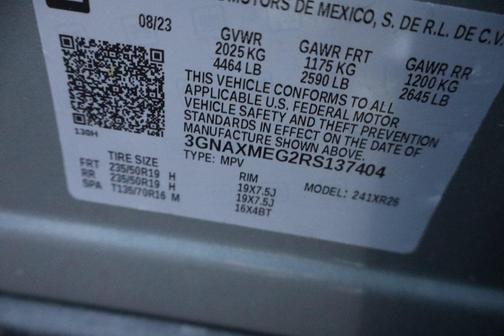 MOTORS DE MEXICO, S. DE R.L. DE C.V.
08/23
GVWR GAWR FRT GAWR RR
2025 KG 1175 KG 1200 KG
4464 LB 2590 LB 2645 LB
THIS VEHICLE CONFORMS TO ALL
APPLICABLE U.S. FEDERAL MOTOR
VEHICLE SAFETY AND THEFT PREVENTION
STANDARDS IN EFFECT ON THE DATE OF
MANUFACTURE SHOWN ABOVE.
3GNAXMEG2RS137404
TYPE: MPV MODEL: 241XR26
130H
TIRE SIZE RIM
FRT 235/50R19 H 19X7.5J
RR 235/50R19 H 19X7.5J
SPA T135/70R16 M 16X4BT